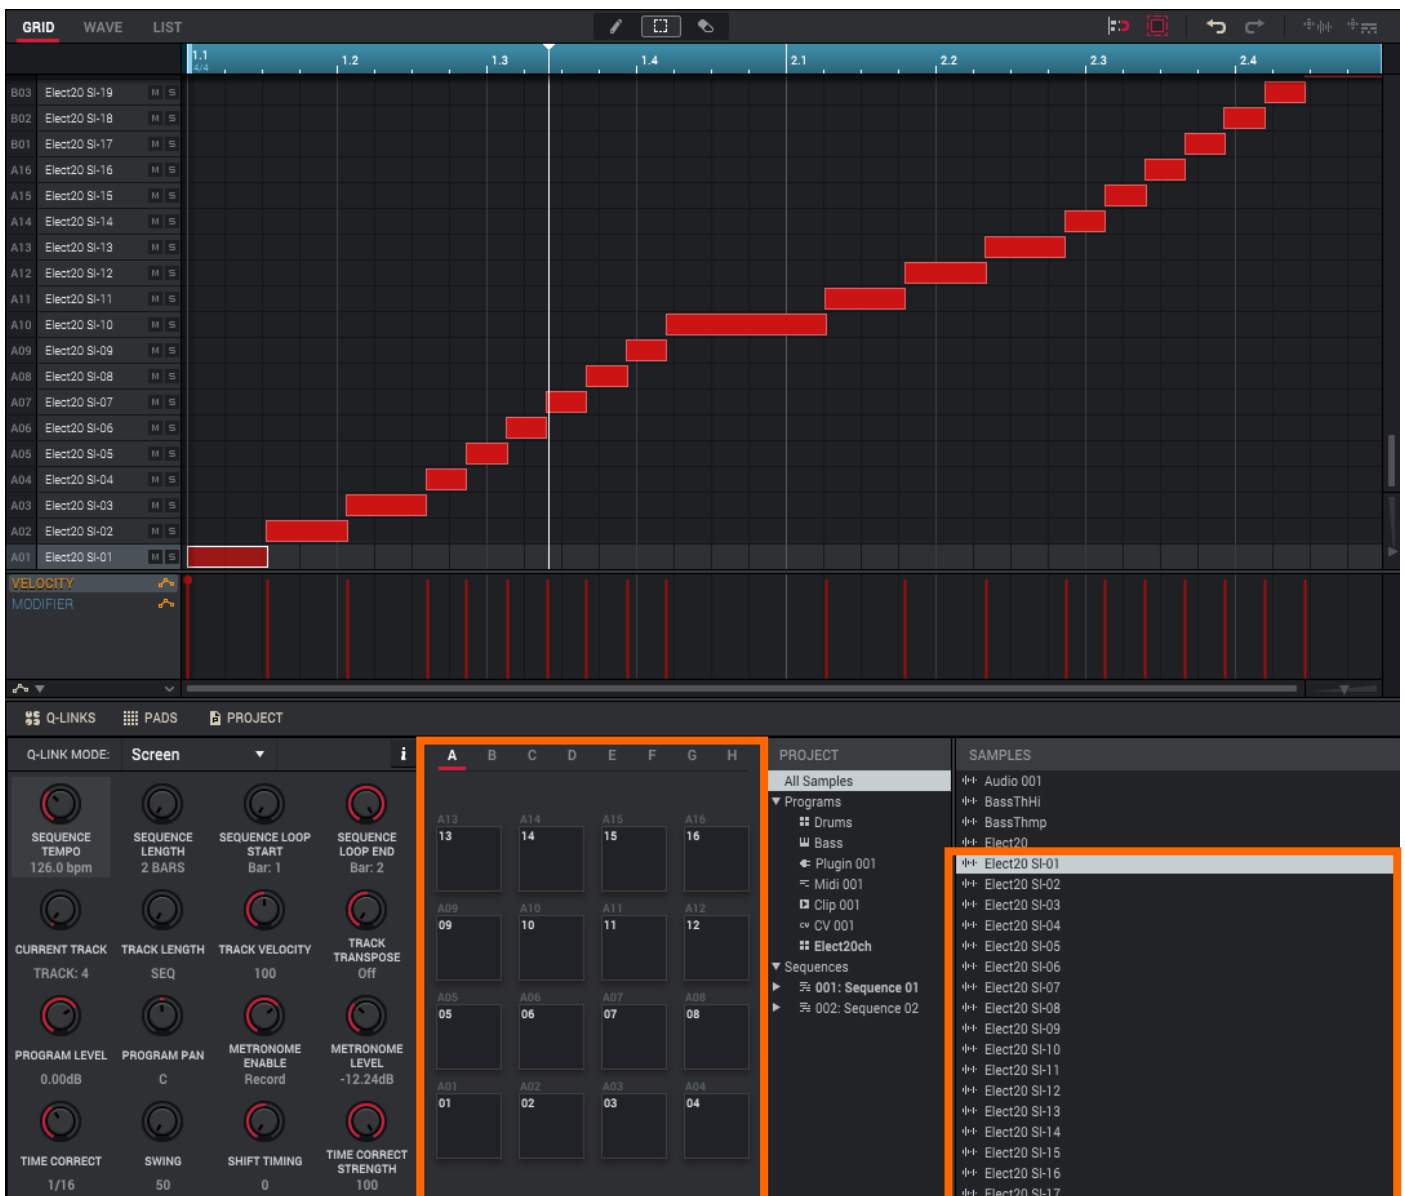 GRID WAVE LIST
1.1 1.2 1.3 1.4 2.1 2.2 2.3 2.4
4/4
B03 Elect20 Sl-19 M S
B02 Elect20 Sl-18 M S
B01 Elect20 Sl-17 M S
A16 Elect20 Sl-16 M S
A15 Elect20 Sl-15 M S
A14 Elect20 Sl-14 M S
A13 Elect20 Sl-13 M S
A12 Elect20 Sl-12 M S
A11 Elect20 Sl-11 M S
A10 Elect20 Sl-10 M S
A09 Elect20 Sl-09 M S
A08 Elect20 Sl-08 M S
A07 Elect20 Sl-07 M S
A06 Elect20 Sl-06 M S
A05 Elect20 Sl-05 M S
A04 Elect20 Sl-04 M S
A03 Elect20 Sl-03 M S
A02 Elect20 Sl-02 M S
A01 Elect20 Sl-01 M S
VELOCITY
MODIFIER
Q-LINKS PADS PROJECT
Q-LINK MODE: Screen i
SEQUENCE TEMPO
126.0 bpm
SEQUENCE LENGTH
2 BARS
SEQUENCE LOOP START
Bar: 1
SEQUENCE LOOP END
Bar: 2
CURRENT TRACK
TRACK: 4
TRACK LENGTH
SEQ
TRACK VELOCITY
100
TRACK TRANSPOSE
Off
PROGRAM LEVEL
0.00dB
PROGRAM PAN
C
METRONOME ENABLE
Record
METRONOME LEVEL
-12.24dB
TIME CORRECT
1/16
SWING
50
SHIFT TIMING
0
TIME CORRECT STRENGTH
100
A B C D E F G H
A13 A14 A15 A16
13 14 15 16
A09 A10 A11 A12
09 10 11 12
A05 A06 A07 A08
05 06 07 08
A01 A02 A03 A04
01 02 03 04
PROJECT
All Samples
Programs
Drums
Bass
Plugin 001
Midi 001
Clip 001
CV CV 001
Elect20ch
Sequences
001: Sequence 01
002: Sequence 02
SAMPLES
Audio 001
BassThHi
BassThmp
Elect20
Elect20 Sl-01
Elect20 Sl-02
Elect20 Sl-03
Elect20 Sl-04
Elect20 Sl-05
Elect20 Sl-06
Elect20 Sl-07
Elect20 Sl-08
Elect20 Sl-09
Elect20 Sl-10
Elect20 Sl-11
Elect20 Sl-12
Elect20 Sl-13
Elect20 Sl-14
Elect20 Sl-15
Elect20 Sl-16
Elect20 Sl-17